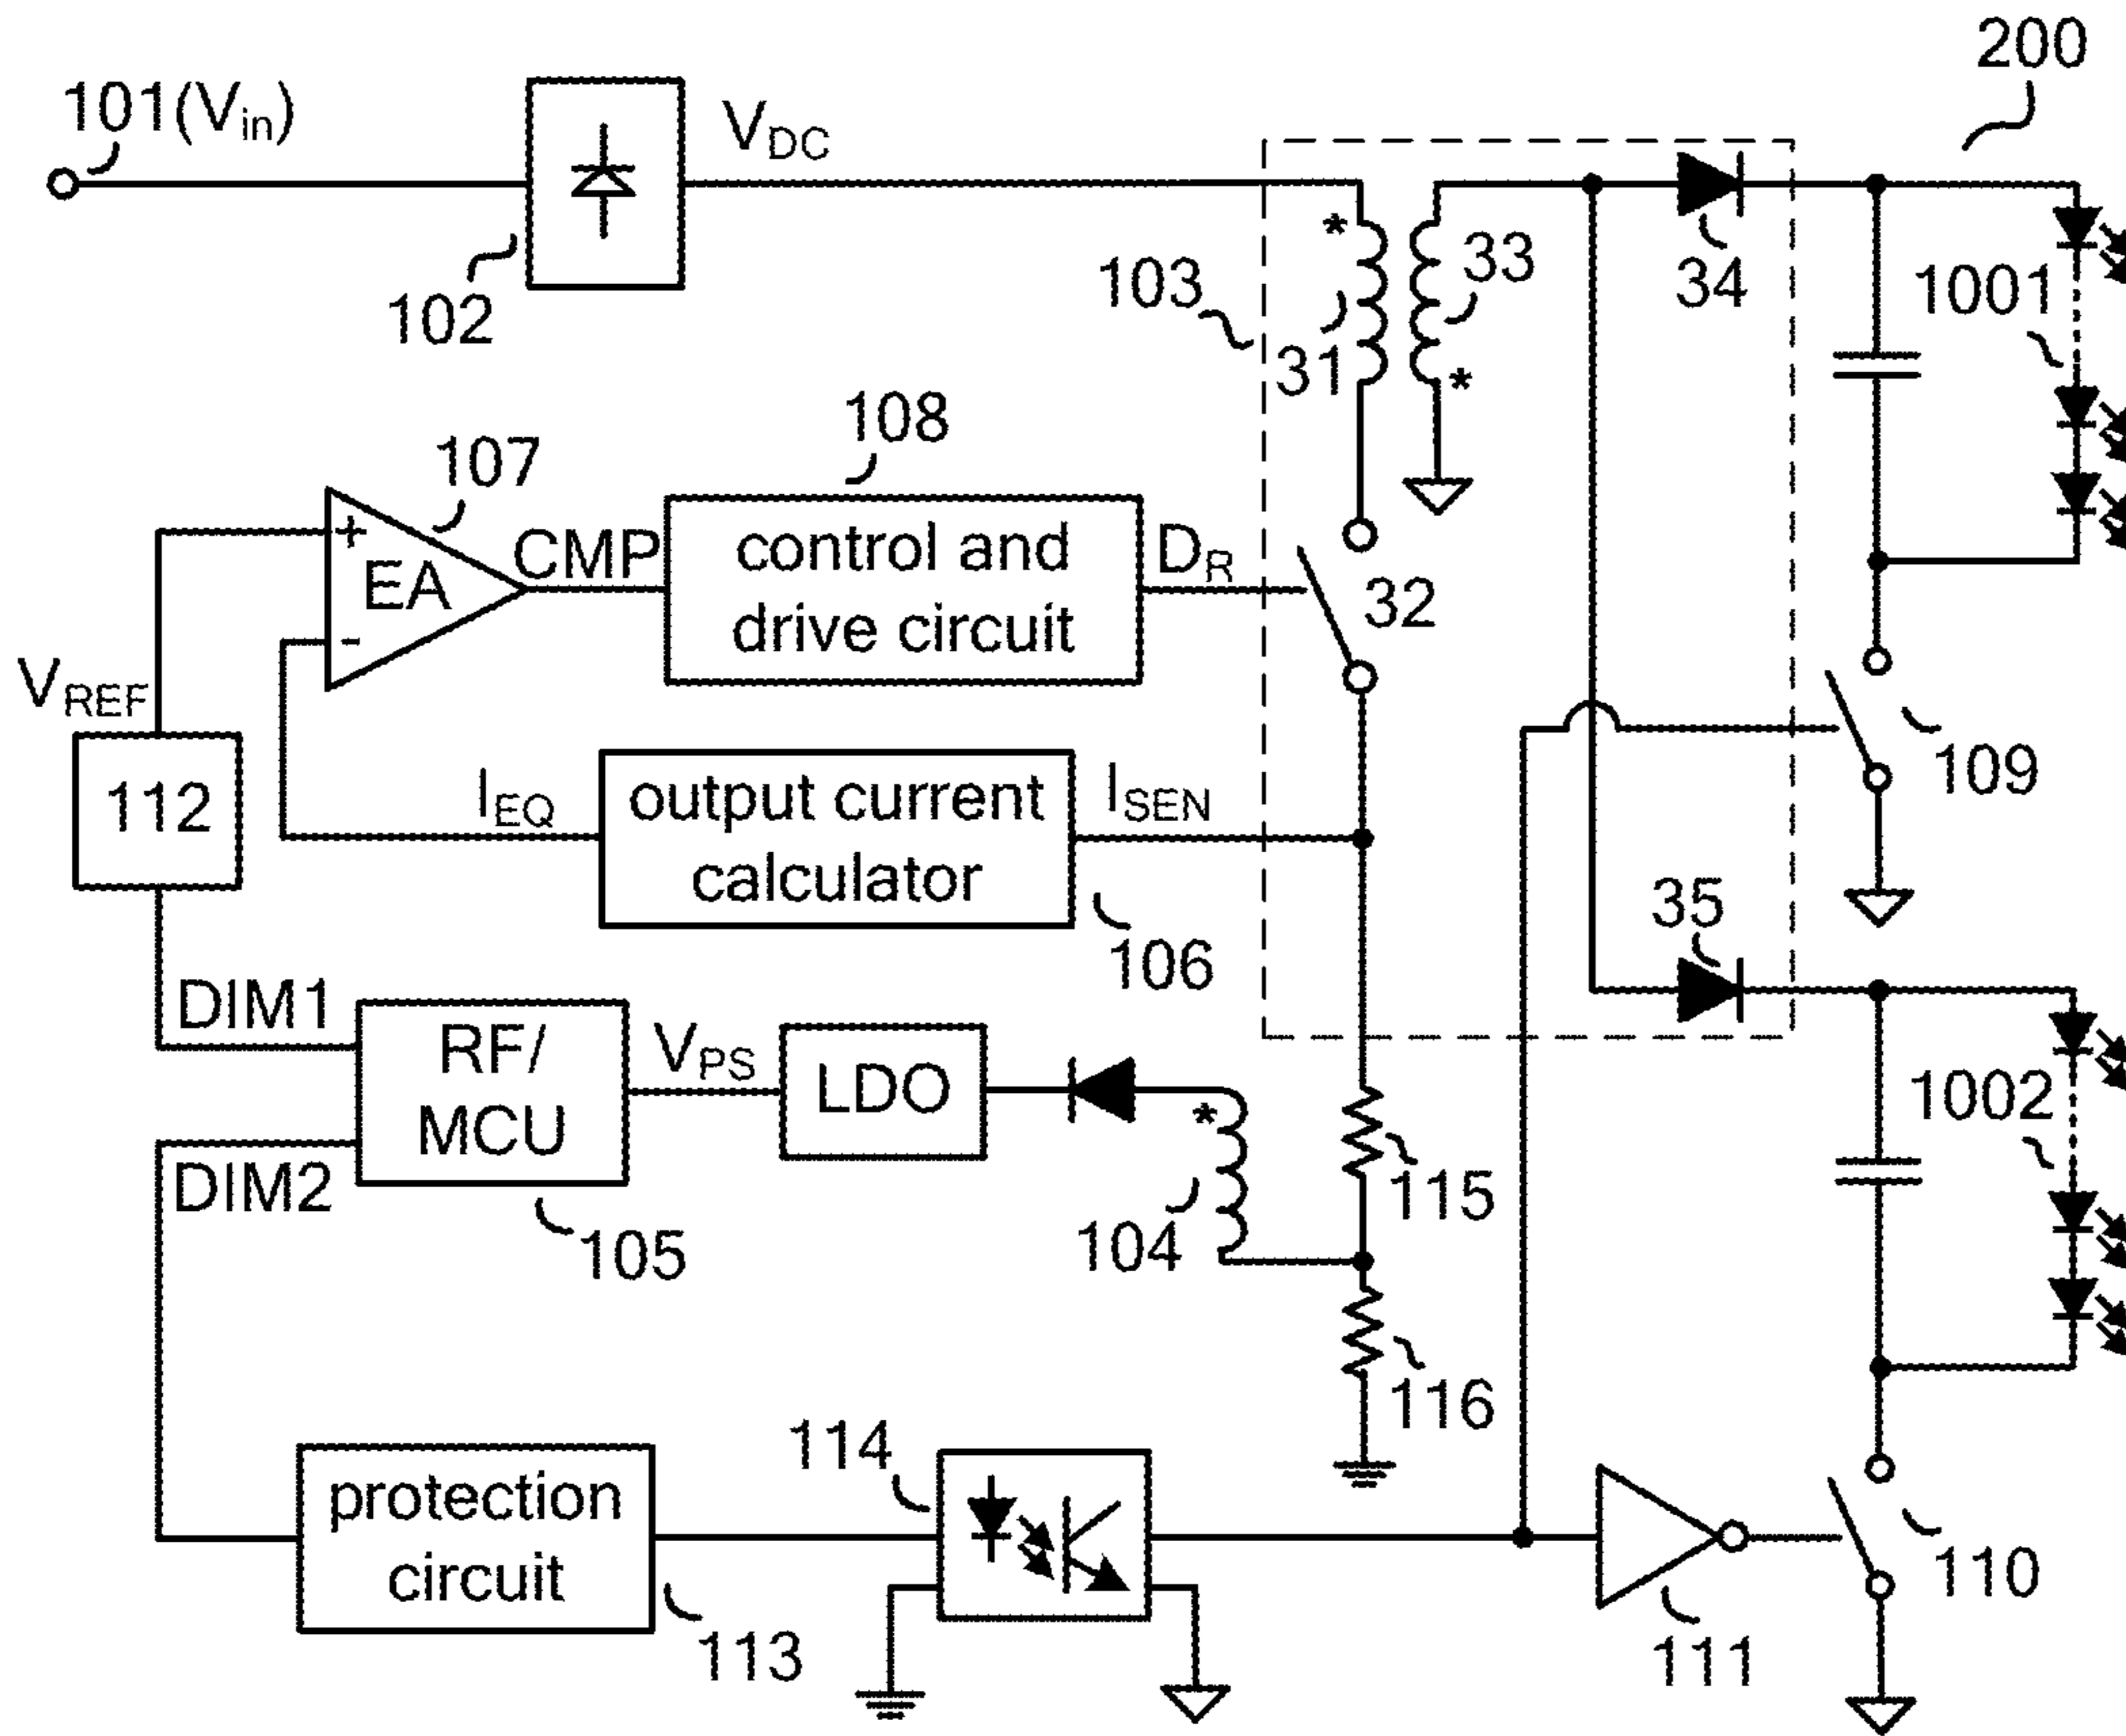 200
101(Vin)
VDC
102
103
31
*
33
*
34
1001
107
108
+
EA
-
CMP
control and
drive circuit
DR
32
VREF
112
IEQ
output current
calculator
ISEN
106
109
35
DIM1
RF/
MCU
VPS
LDO
*
104
115
1002
DIM2
105
116
114
protection
circuit
113
111
110